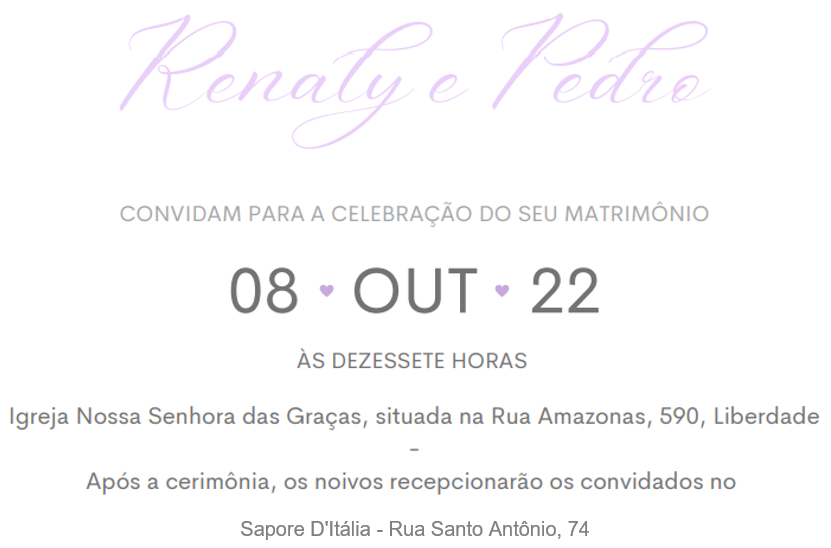 Renaly e Pedro
CONVIDAM PARA A CELEBRAÇÃO DO SEU MATRIMÔNIO
08 ♥ OUT ♥ 22
ÀS DEZESSETE HORAS
Igreja Nossa Senhora das Graças, situada na Rua Amazonas, 590, Liberdade
-
Após a cerimônia, os noivos recepcionarão os convidados no
Sapore D'Itália - Rua Santo Antônio, 74